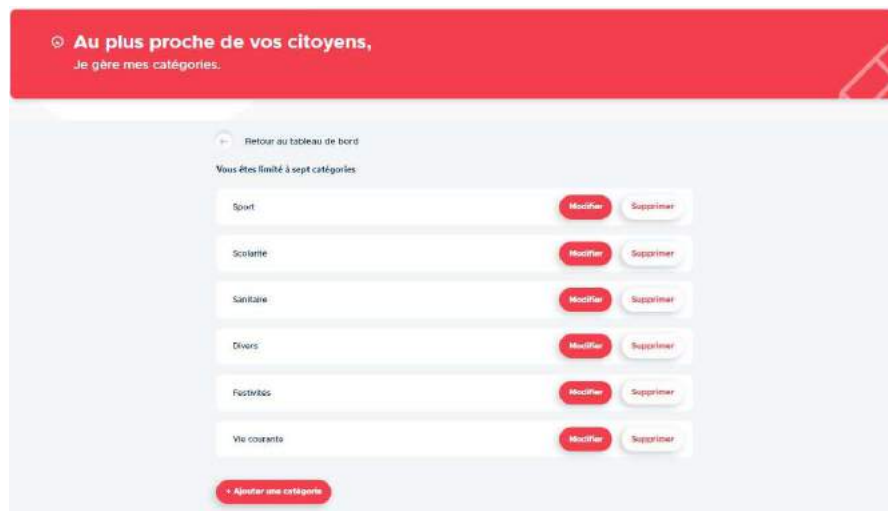 Au plus proche de vos citoyens,
Je gère mes catégories.
Retour au tableau de bord
Vous êtes limité à sept catégories
Sport Modifier Supprimer
Scolarité Modifier Supprimer
Sanitaire Modifier Supprimer
Divers Modifier Supprimer
Festivités Modifier Supprimer
Vie courante Modifier Supprimer
+ Ajouter une catégorie